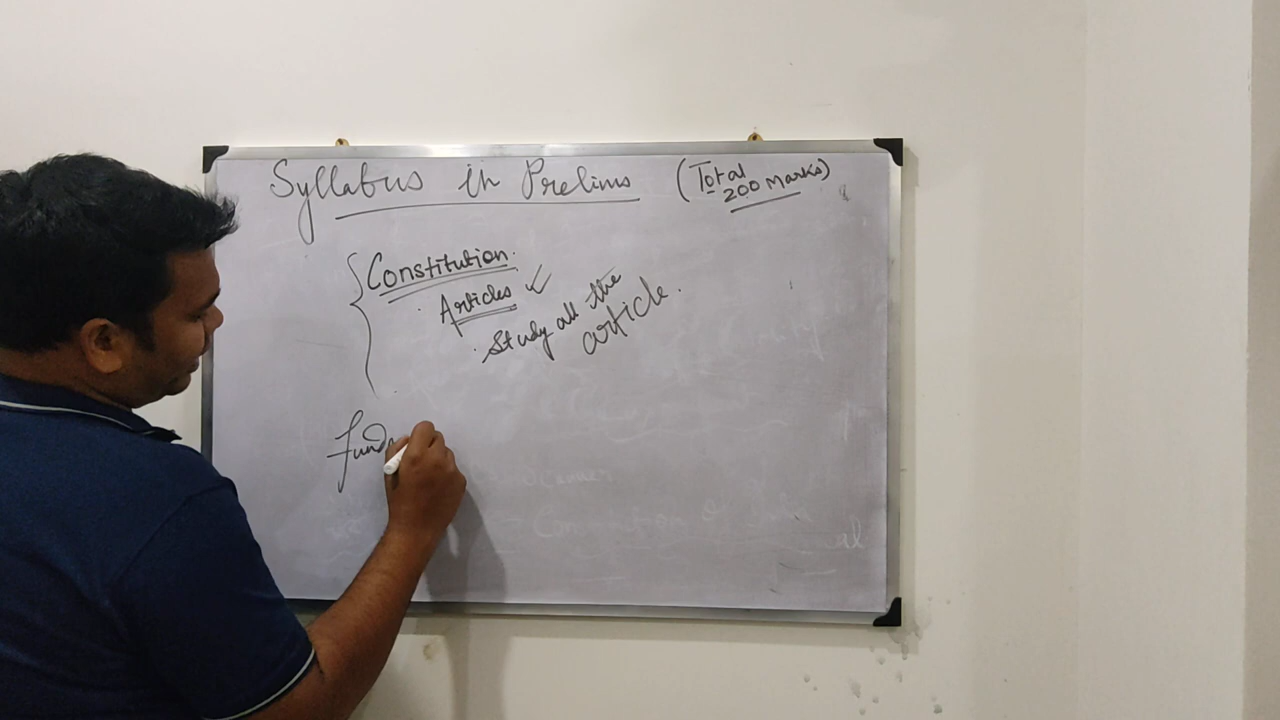 Syllabus in Prelims (Total 200 Marks)
Constitution.
Articles ✓
. Study all the
article.
Fund